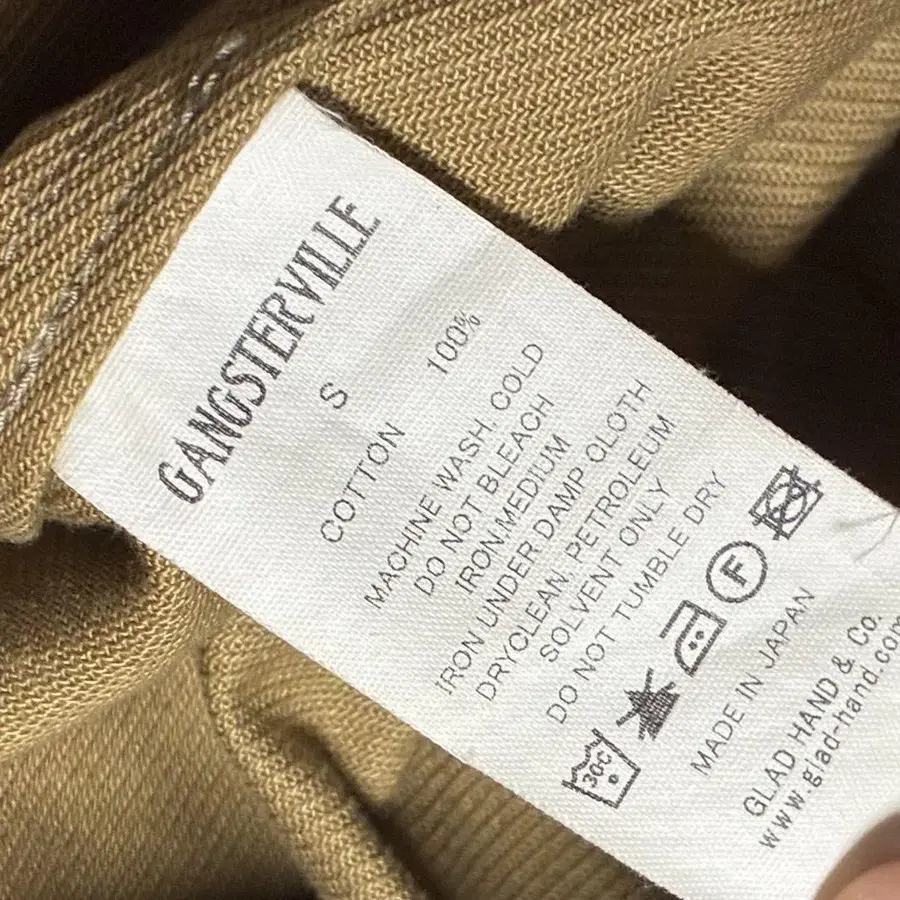 GANGSTERVILLE
S
COTTON 100%
MACHINE WASH, COLD
DO NOT BLEACH
IRON:MEDIUM
IRON UNDER DAMP CLOTH
DRYCLEAN, PETROLEUM
SOLVENT ONLY
DO NOT TUMBLE DRY
30C F
MADE IN JAPAN
GLAD HAND & Co.
www.glad-hand.com